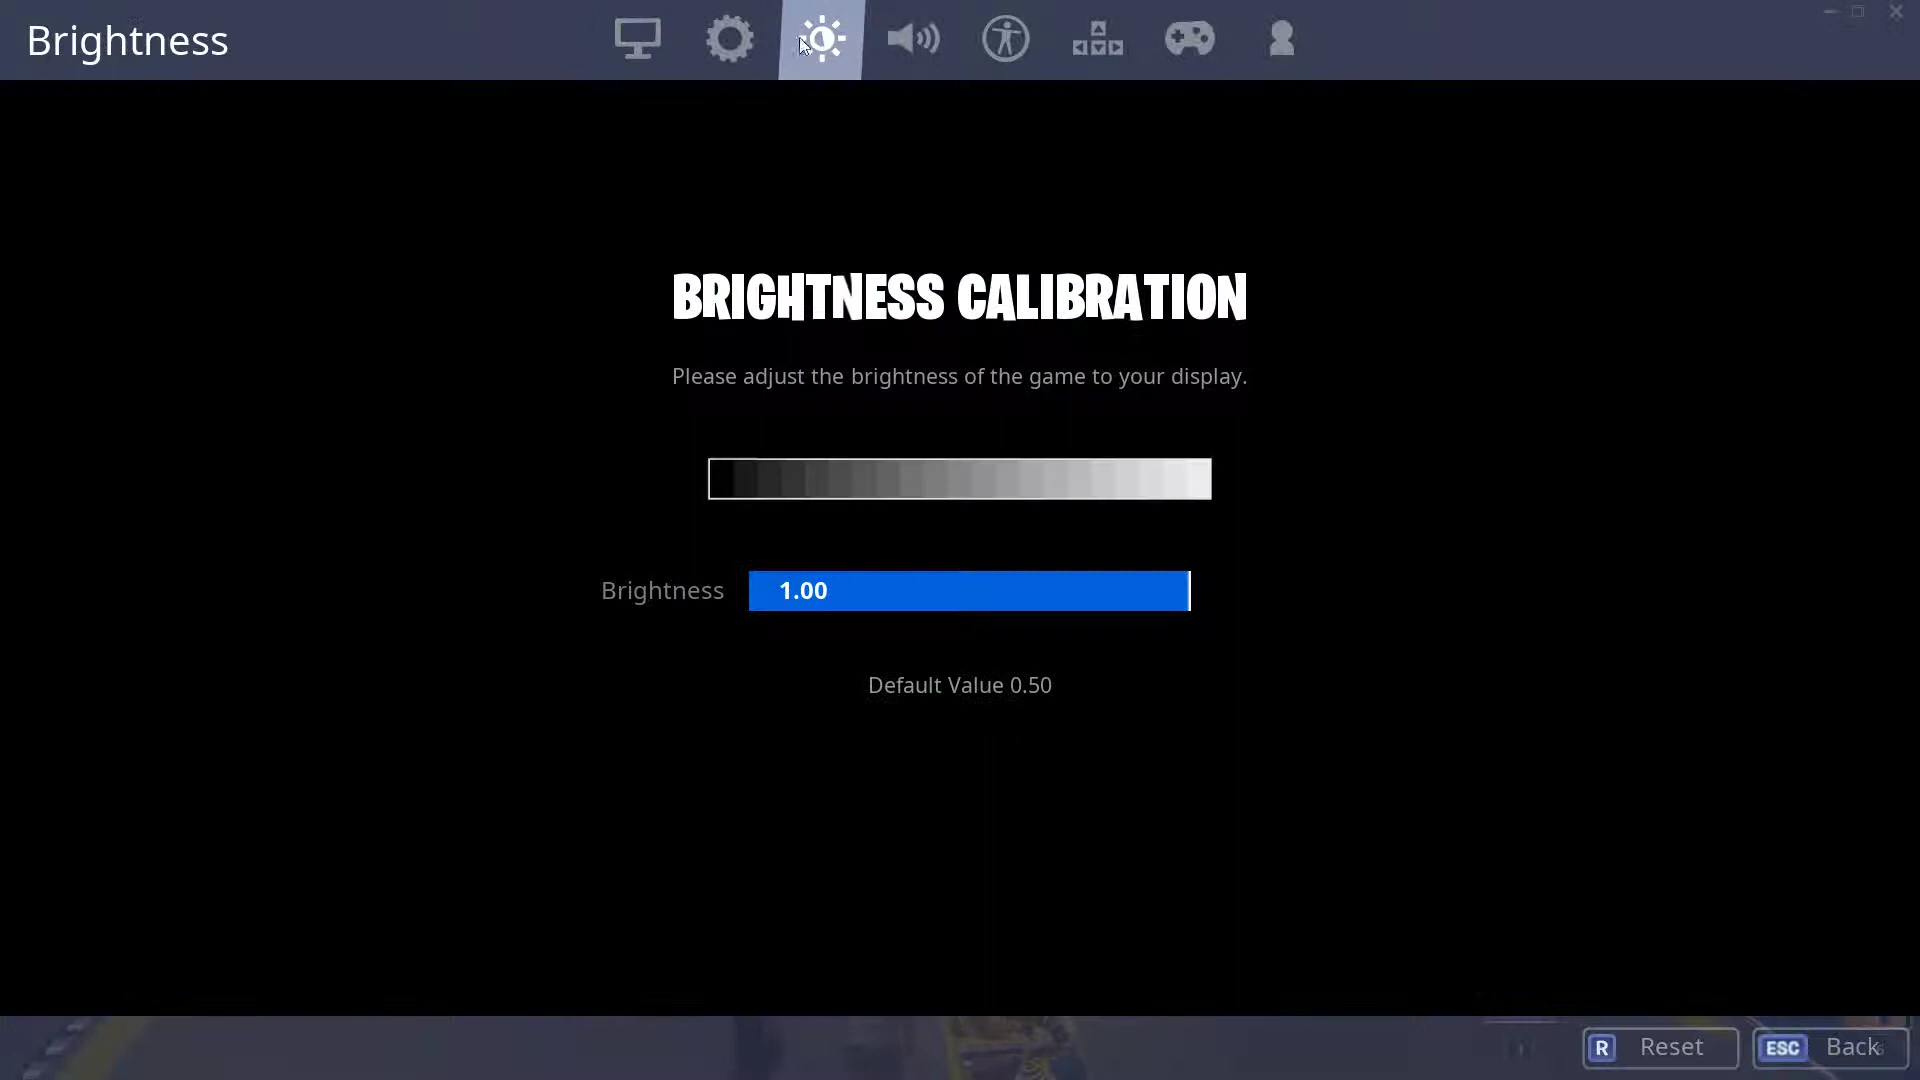 Brightness
BRIGHTNESS CALIBRATION
Please adjust the brightness of the game to your display.
Brightness 1.00
Default Value 0.50
R Reset ESC Back